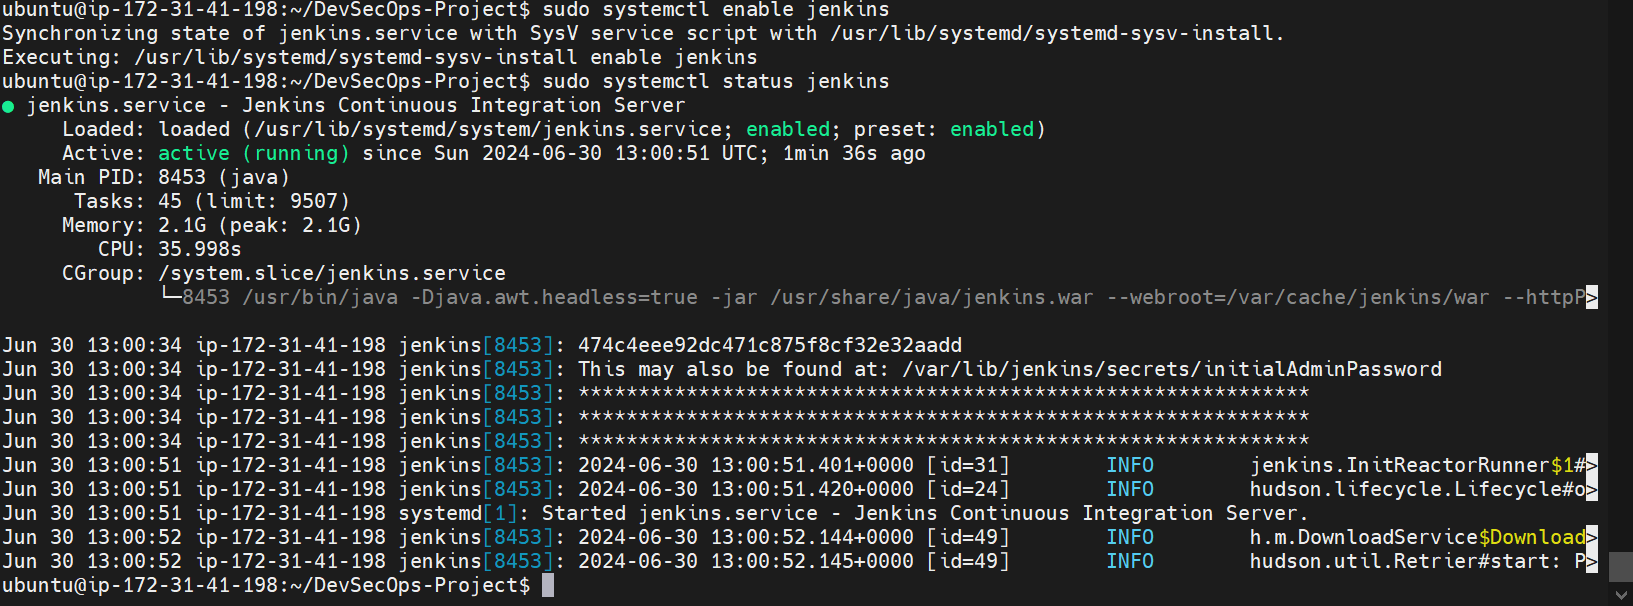 ubuntu@ip-172-31-41-198:~/DevSecOps-Project$ sudo systemctl enable jenkins
Synchronizing state of jenkins.service with SysV service script with /usr/lib/systemd/systemd-sysv-install.
Executing: /usr/lib/systemd/systemd-sysv-install enable jenkins
ubuntu@ip-172-31-41-198:~/DevSecOps-Project$ sudo systemctl status jenkins
● jenkins.service - Jenkins Continuous Integration Server
     Loaded: loaded (/usr/lib/systemd/system/jenkins.service; enabled; preset: enabled)
     Active: active (running) since Sun 2024-06-30 13:00:51 UTC; 1min 36s ago
   Main PID: 8453 (java)
      Tasks: 45 (limit: 9507)
     Memory: 2.1G (peak: 2.1G)
        CPU: 35.998s
     CGroup: /system.slice/jenkins.service
             └─8453 /usr/bin/java -Djava.awt.headless=true -jar /usr/share/java/jenkins.war --webroot=/var/cache/jenkins/war --httpP>
Jun 30 13:00:34 ip-172-31-41-198 jenkins[8453]: 474c4eee92dc471c875f8cf32e32aadd
Jun 30 13:00:34 ip-172-31-41-198 jenkins[8453]: This may also be found at: /var/lib/jenkins/secrets/initialAdminPassword
Jun 30 13:00:34 ip-172-31-41-198 jenkins[8453]: *************************************************************
Jun 30 13:00:34 ip-172-31-41-198 jenkins[8453]: *************************************************************
Jun 30 13:00:34 ip-172-31-41-198 jenkins[8453]: *************************************************************
Jun 30 13:00:51 ip-172-31-41-198 jenkins[8453]: 2024-06-30 13:00:51.401+0000 [id=31]        INFO        jenkins.InitReactorRunner$1#>
Jun 30 13:00:51 ip-172-31-41-198 jenkins[8453]: 2024-06-30 13:00:51.420+0000 [id=24]        INFO        hudson.lifecycle.Lifecycle#o>
Jun 30 13:00:51 ip-172-31-41-198 systemd[1]: Started jenkins.service - Jenkins Continuous Integration Server.
Jun 30 13:00:52 ip-172-31-41-198 jenkins[8453]: 2024-06-30 13:00:52.144+0000 [id=49]        INFO        h.m.DownloadService$Download>
Jun 30 13:00:52 ip-172-31-41-198 jenkins[8453]: 2024-06-30 13:00:52.145+0000 [id=49]        INFO        hudson.util.Retrier#start: P>
ubuntu@ip-172-31-41-198:~/DevSecOps-Project$